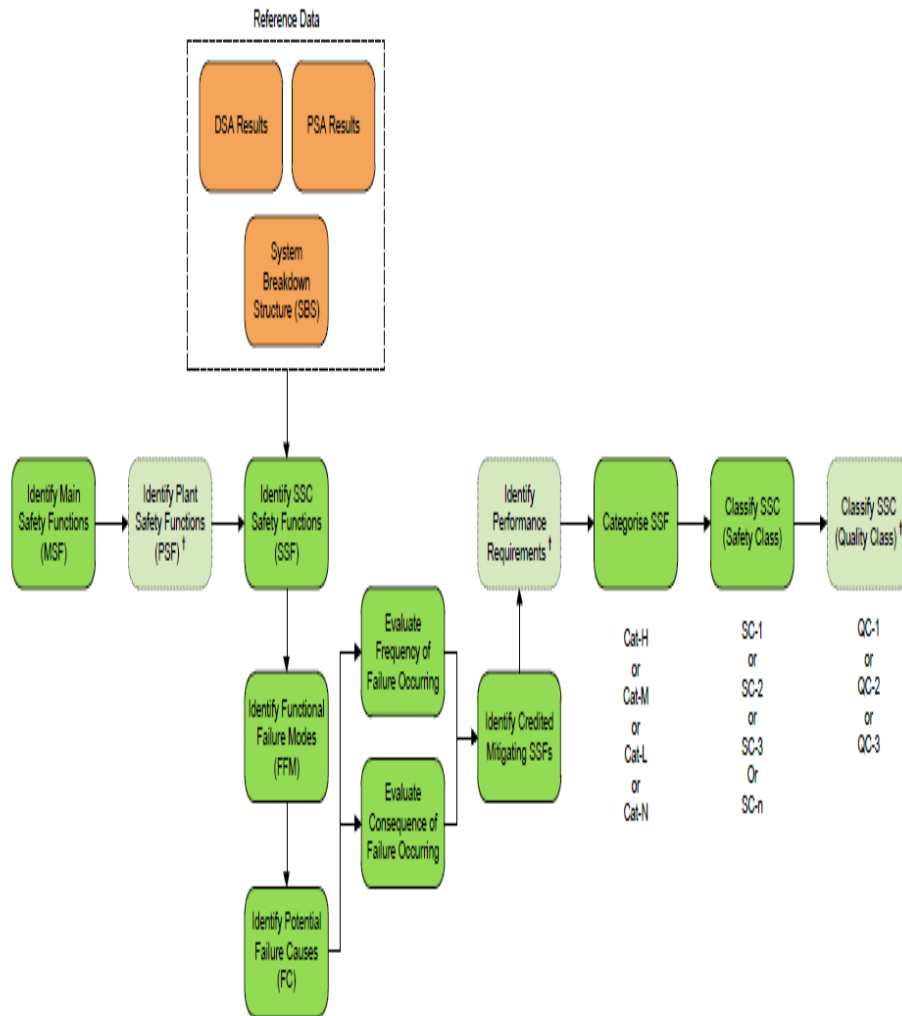 Reference Data
DSA Results
PSA Results
System
Breakdown
Structure (SBS)
Identify Main
Safety Functions
(MSF)
Identify Plant
Safety Functions
(PSF) †
Identify SSC
Safety Functions
(SSF)
Identify
Performance
Requirements †
Categorise SSF
Classify SSC
(Safety Class)
Classify SSC
(Quality Class) †
Evaluate
Frequency of
Failure Occurring
Identify Functional
Failure Modes
(FFM)
Identify Credited
Mitigating SSFs
Evaluate
Consequence of
Failure Occurring
Identify Potential
Failure Causes
(FC)
Cat-H
or
Cat-M
or
Cat-L
or
Cat-N
SC-1
or
SC-2
or
SC-3
Or
SC-n
QC-1
or
QC-2
or
QC-3